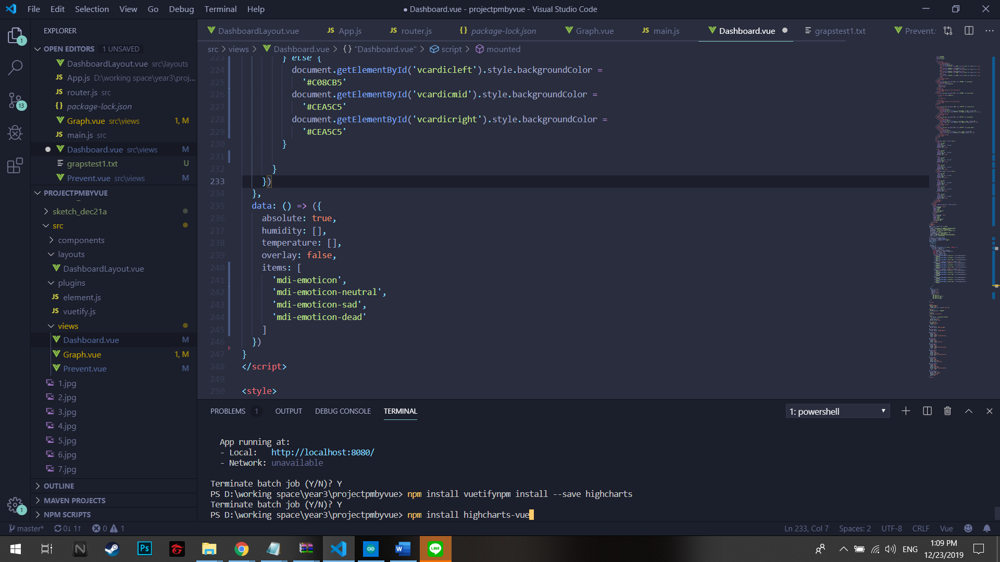 File Edit Selection View Go Debug Terminal Help
● Dashboard.vue - projectpmbyvue - Visual Studio Code
EXPLORER
OPEN EDITORS 1 UNSAVED
DashboardLayout.vue src\layouts
JS App.js D:\working space\year3\proj...
JS router.js src
{} package-lock.json
Graph.vue src\views 1, M
JS main.js src
Dashboard.vue src\views M
grapstest1.txt U
Prevent.vue src\views M
PROJECTPMBYVUE
sketch_dec21a
src
components
layouts
DashboardLayout.vue
plugins
JS element.js
JS vuetify.js
views
Dashboard.vue M
Graph.vue 1, M
Prevent.vue M
1.jpg
2.jpg
3.jpg
4.jpg
5.jpg
6.jpg
7.jpg
OUTLINE
MAVEN PROJECTS
NPM SCRIPTS
1
13
1
DashboardLayout.vue JS App.js JS router.js {} package-lock.json Graph.vue JS main.js Dashboard.vue grapstest1.txt Prevent.
src > views > Dashboard.vue > {} "Dashboard.vue" > script > mounted
223 } else {
224 document.getElementById('vcardicleft').style.backgroundColor =
225 '#C08CB5'
226 document.getElementById('vcardicmid').style.backgroundColor =
227 '#CEA5C5'
228 document.getElementById('vcardicright').style.backgroundColor =
229 '#CEA5C5'
230 }
231
232 }
233 })
234 },
235 data: () => ({
236 absolute: true,
237 humidity: [],
238 temperature: [],
239 overlay: false,
240 items: [
241 'mdi-emoticon',
242 'mdi-emoticon-neutral',
243 'mdi-emoticon-sad',
244 'mdi-emoticon-dead'
245 ]
246 })
247 }
248 </script>
249
250 <style>
PROBLEMS 1 OUTPUT DEBUG CONSOLE TERMINAL 1: powershell
App running at:
- Local: http://localhost:8080/
- Network: unavailable
Terminate batch job (Y/N)? Y
PS D:\working space\year3\projectpmbyvue> npm install vuetifynpm install --save highcharts
Terminate batch job (Y/N)? Y
PS D:\working space\year3\projectpmbyvue> npm install highcharts-vue
master* 0↓ 1↑ 0 1 Ln 233, Col 7 Spaces: 2 UTF-8 CRLF Vue
N Ps W LINE ENG
1:09 PM
12/23/2019